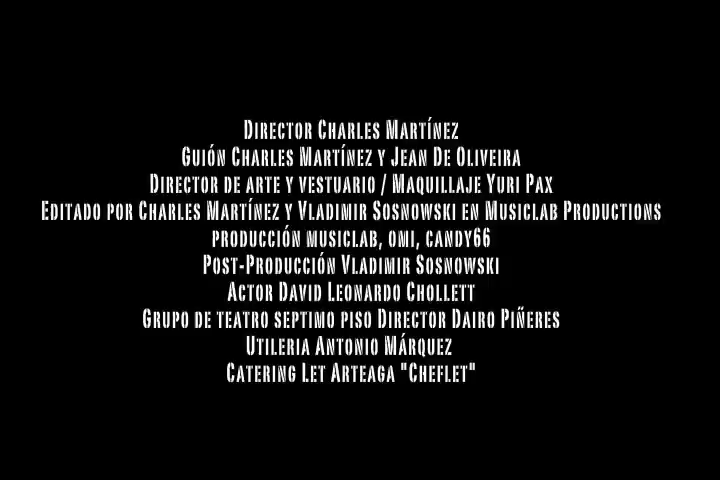 Director Charles Martínez
Guión Charles Martínez y Jean De Oliveira
Director de arte y vestuario / Maquillaje Yuri Pax
Editado por Charles Martínez y Vladimir Sosnowski en Musiclab Productions
producción musiclab, omi, candy66
Post-Producción Vladimir Sosnowski
Actor David Leonardo Chollett
Grupo de teatro septimo piso Director Dairo Piñeres
Utileria Antonio Márquez
Catering Let Arteaga "Cheflet"